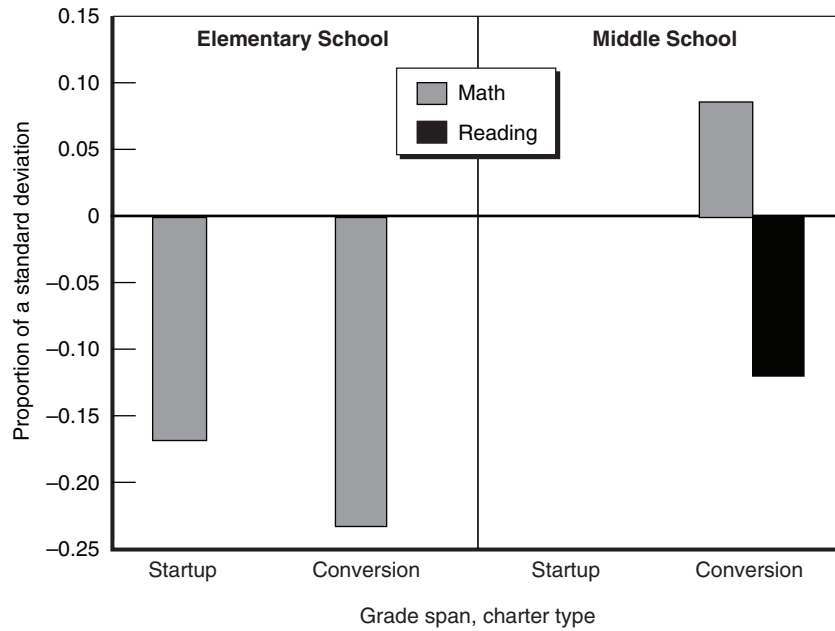 Elementary School
Middle School
Math
Reading
Proportion of a standard deviation
0.15
0.10
0.05
0
–0.05
–0.10
–0.15
–0.20
–0.25
Startup
Conversion
Startup
Conversion
Grade span, charter type